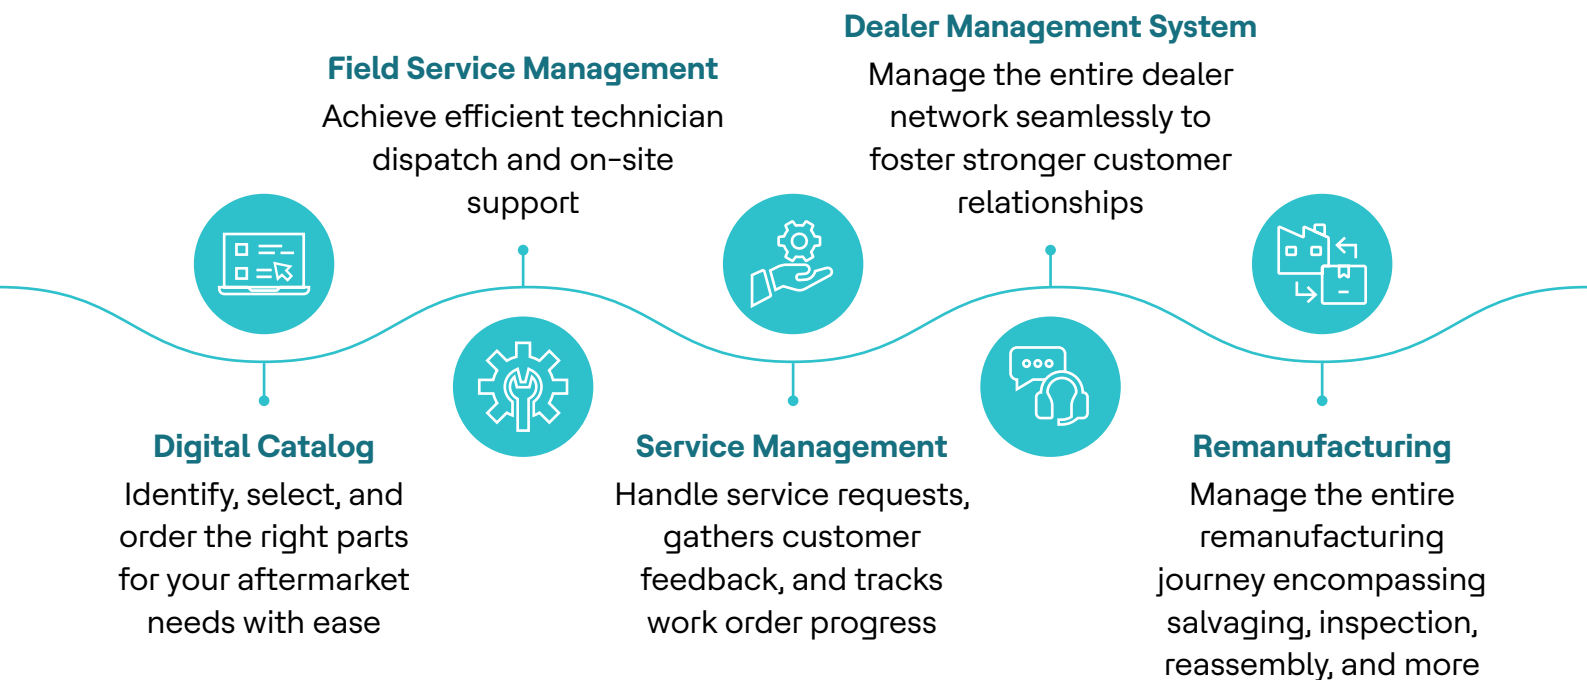 Dealer Management System
Manage the entire dealer
network seamlessly to
foster stronger customer
relationships
Field Service Management
Achieve efficient technician
dispatch and on-site
support
Digital Catalog
Identify, select, and
order the right parts
for your aftermarket
needs with ease
Service Management
Handle service requests,
gathers customer
feedback, and tracks
work order progress
Remanufacturing
Manage the entire
remanufacturing
journey encompassing
salvaging, inspection,
reassembly, and more